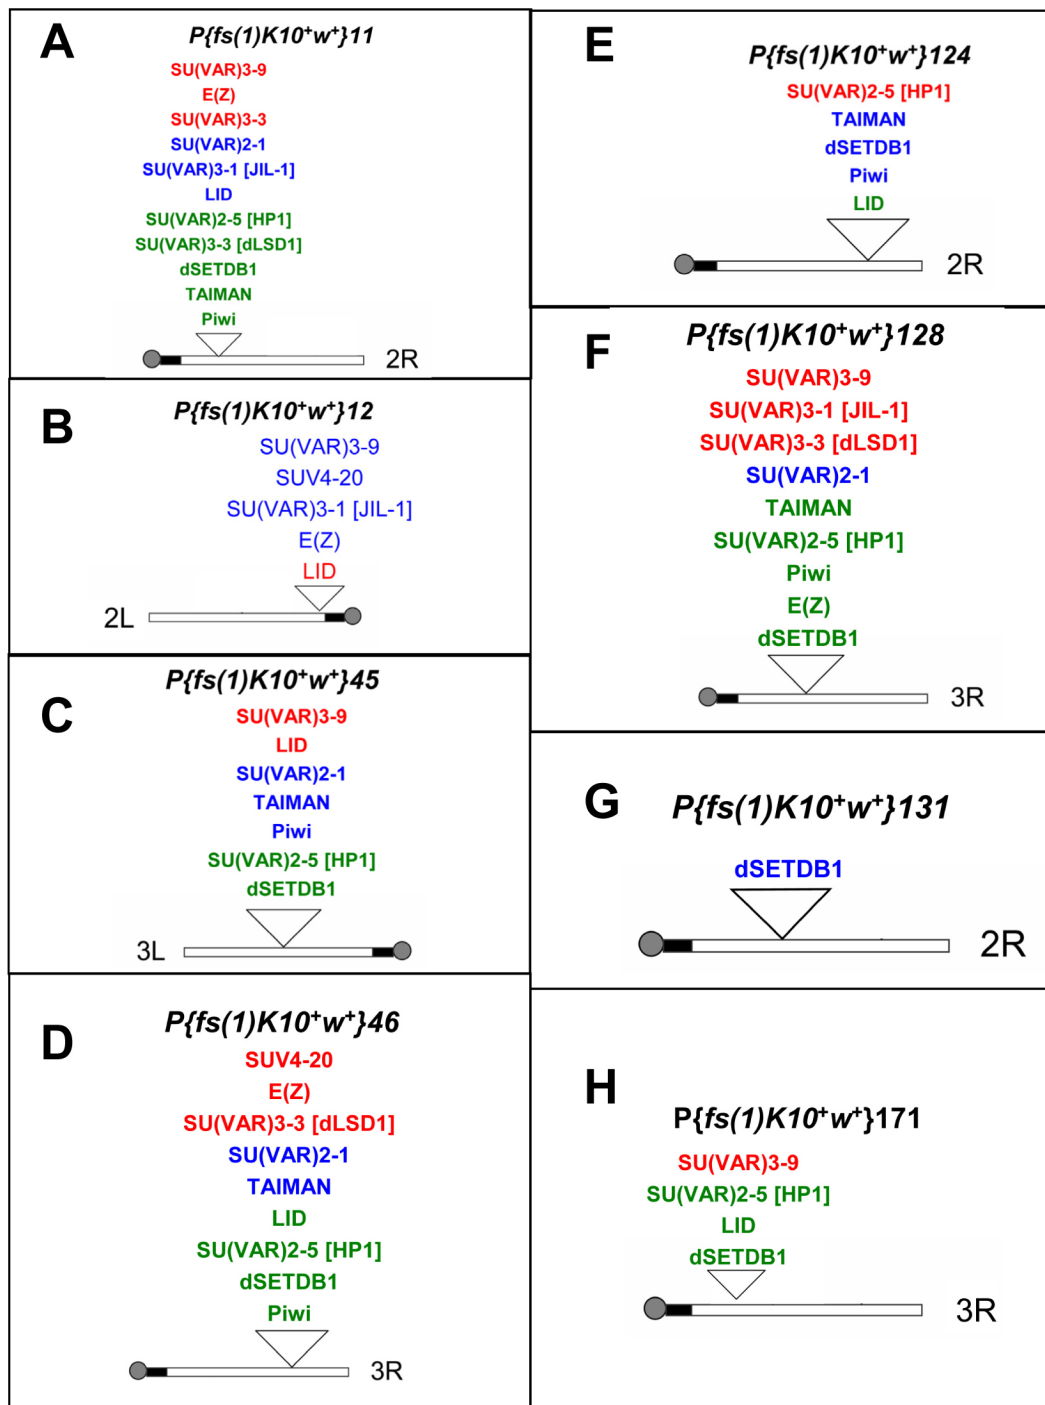 A
P{fs(1)K10+w+}11
SU(VAR)3-9
E(Z)
SU(VAR)3-3
SU(VAR)2-1
SU(VAR)3-1 [JIL-1]
LID
SU(VAR)2-5 [HP1]
SU(VAR)3-3 [dLSD1]
dSETDB1
TAIMAN
Piwi
2R
B
P{fs(1)K10+w+}12
SU(VAR)3-9
SUV4-20
SU(VAR)3-1 [JIL-1]
E(Z)
LID
2L
C
P{fs(1)K10+w+}45
SU(VAR)3-9
LID
SU(VAR)2-1
TAIMAN
Piwi
SU(VAR)2-5 [HP1]
dSETDB1
3L
D
P{fs(1)K10+w+}46
SUV4-20
E(Z)
SU(VAR)3-3 [dLSD1]
SU(VAR)2-1
TAIMAN
LID
SU(VAR)2-5 [HP1]
dSETDB1
Piwi
3R
E
P{fs(1)K10+w+}124
SU(VAR)2-5 [HP1]
TAIMAN
dSETDB1
Piwi
LID
2R
F
P{fs(1)K10+w+}128
SU(VAR)3-9
SU(VAR)3-1 [JIL-1]
SU(VAR)3-3 [dLSD1]
SU(VAR)2-1
TAIMAN
SU(VAR)2-5 [HP1]
Piwi
E(Z)
dSETDB1
3R
G
P{fs(1)K10+w+}131
dSETDB1
2R
H
P{fs(1)K10+w+}171
SU(VAR)3-9
SU(VAR)2-5 [HP1]
LID
dSETDB1
3R